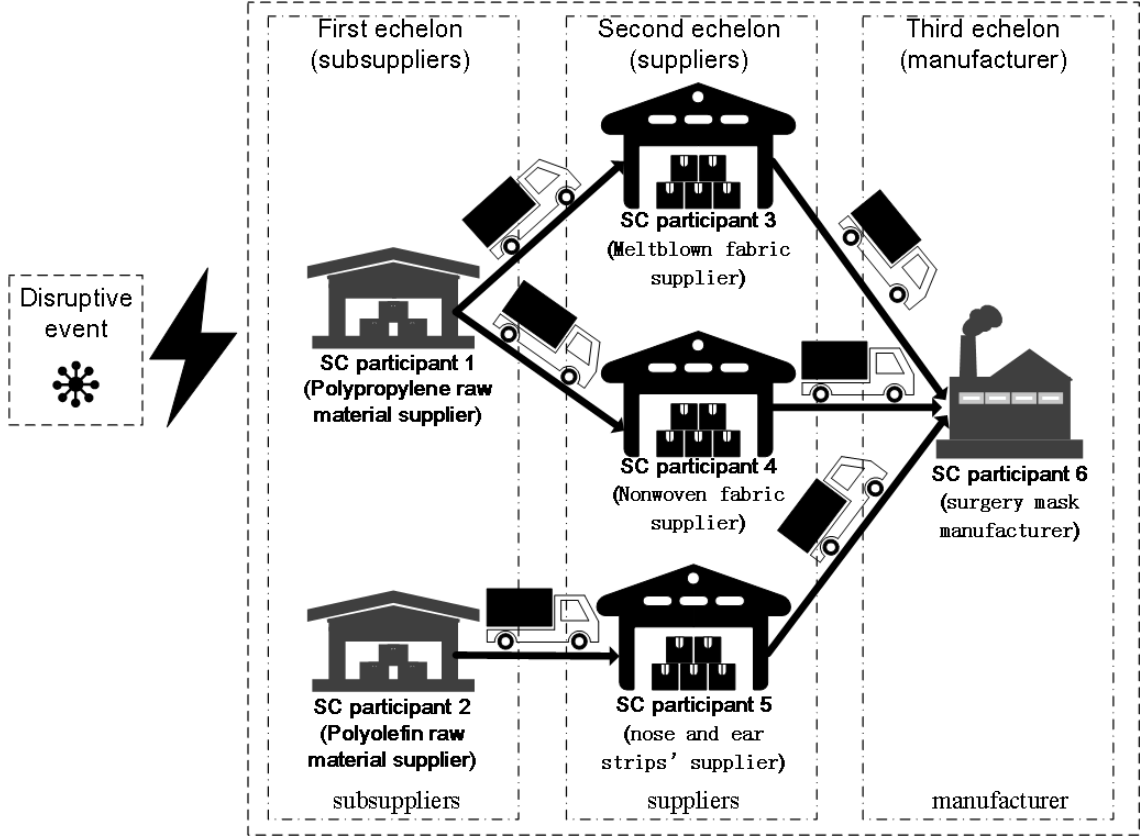 Disruptive
event
First echelon
(subsuppliers)
SC participant 1
(Polypropylene raw
material supplier)
SC participant 2
(Polyolefin raw
material supplier)
subsuppliers
Second echelon
(suppliers)
SC participant 3
(Meltblown fabric
supplier)
SC participant 4
(Nonwoven fabric
supplier)
SC participant 5
(nose and ear
strips’ supplier)
suppliers
Third echelon
(manufacturer)
SC participant 6
(surgery mask
manufacturer)
manufacturer